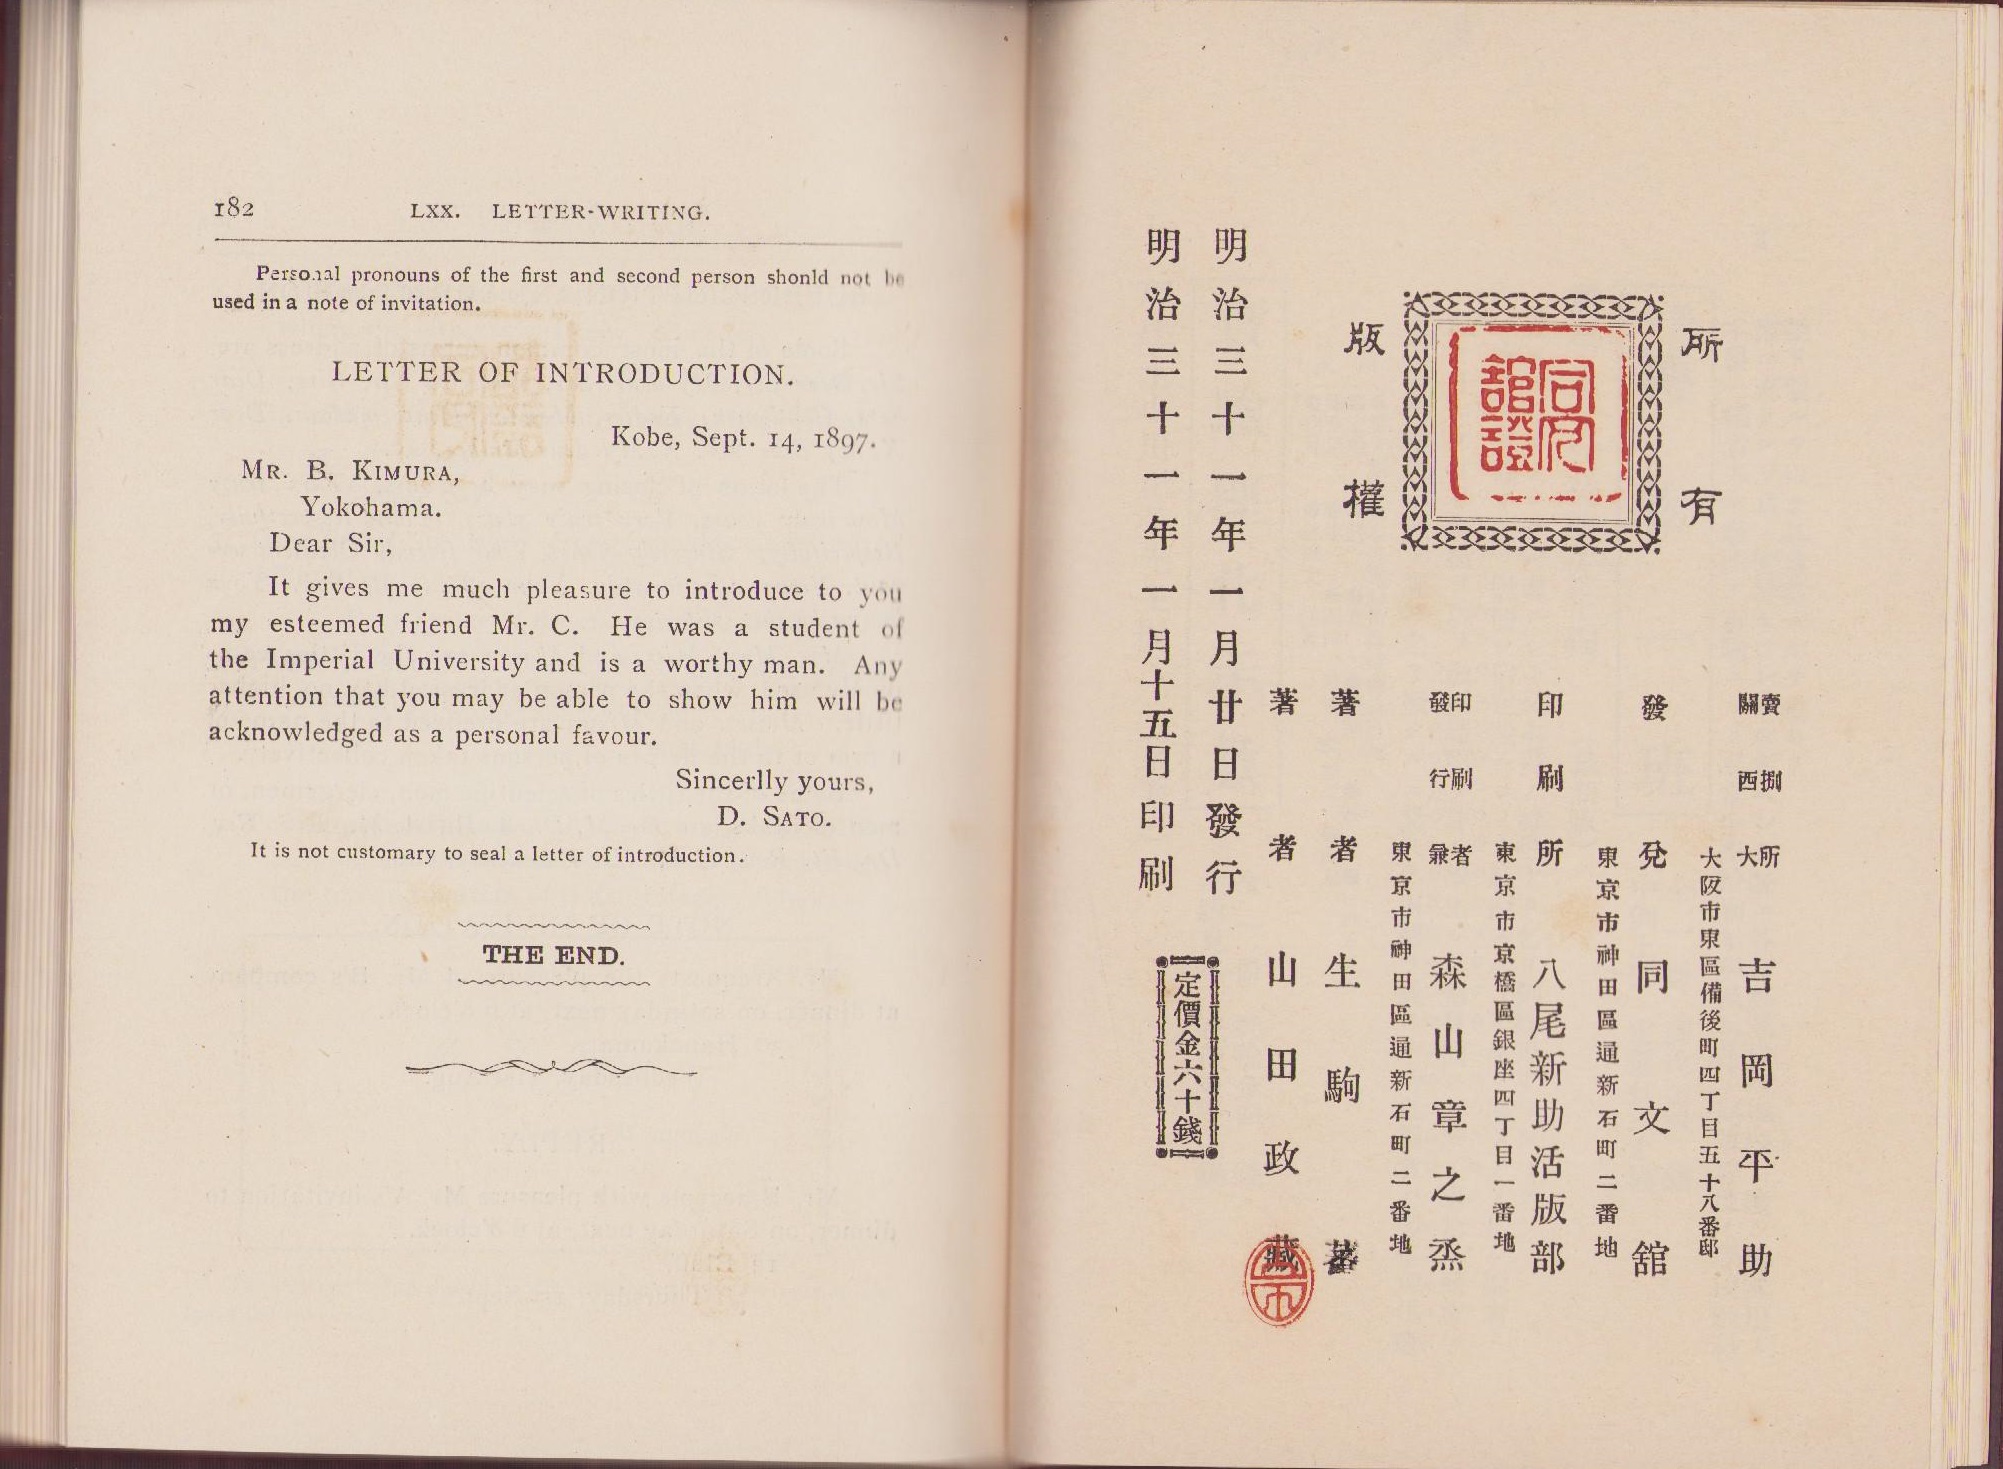 182 LXX. LETTER-WRITING.
Personal pronouns of the first and second person shonld not be
used in a note of invitation.
LETTER OF INTRODUCTION.
Kobe, Sept. 14, 1897.
MR. B. KIMURA,
Yokohama.
Dear Sir,
It gives me much pleasure to introduce to you
my esteemed friend Mr. C. He was a student of
the Imperial University and is a worthy man. Any
attention that you may be able to show him will be
acknowledged as a personal favour.
Sincerlly yours,
D. SATO.
It is not customary to seal a letter of introduction.
THE END.
所有
版權
同文館證
明治三十一年一月十五日印刷
明治三十一年一月廿日發行
定價金六十錢
著者 山田政藏
著者 生駒蕃
東京市神田區通新石町二番地
印刷者兼發行 森山章之烝
東京市京橋區銀座四丁目一番地
印刷所 八尾新助活版部
東京市神田區通新石町二番地
發兌 同文舘
大阪市東區備後町四丁目五十八番邸
關西大賣捌所 吉岡平助